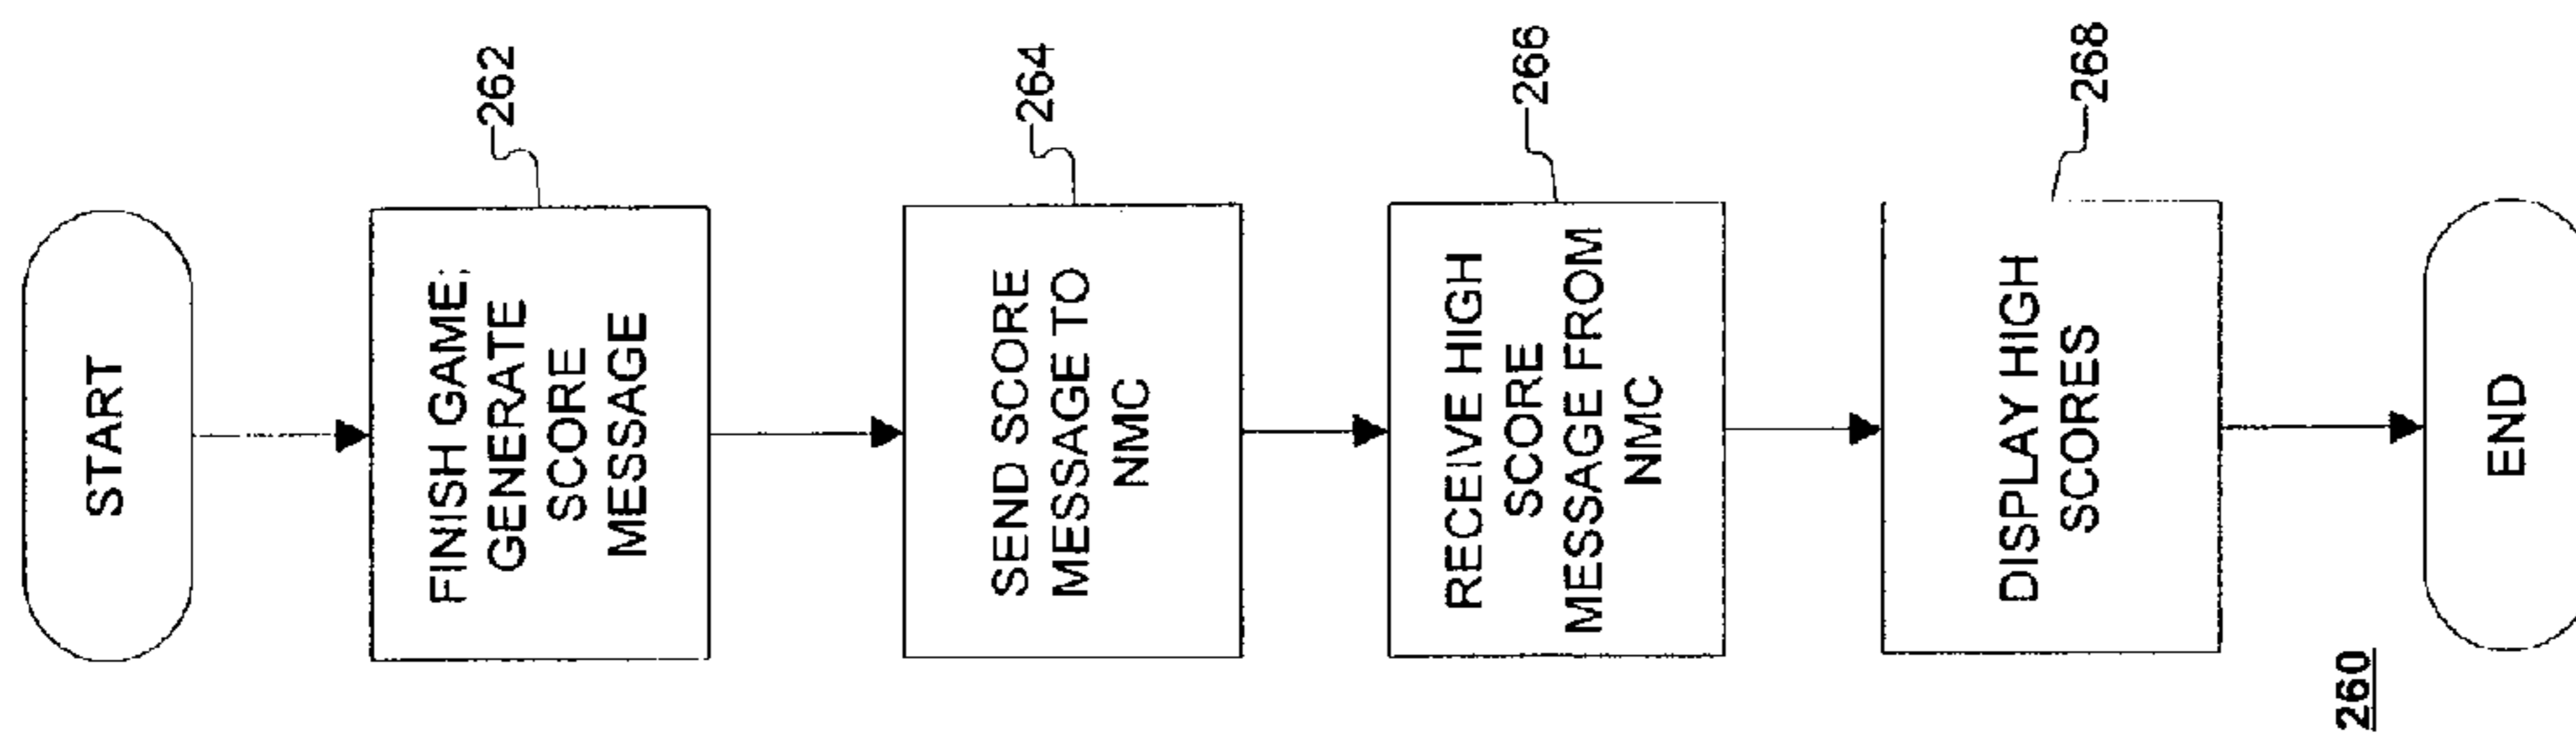 START
FINISH GAME;
GENERATE
SCORE
MESSAGE
262
SEND SCORE
MESSAGE TO
NMC
264
RECEIVE HIGH
SCORE
MESSAGE FROM
NMC
266
DISPLAY HIGH
SCORES
268
END
260